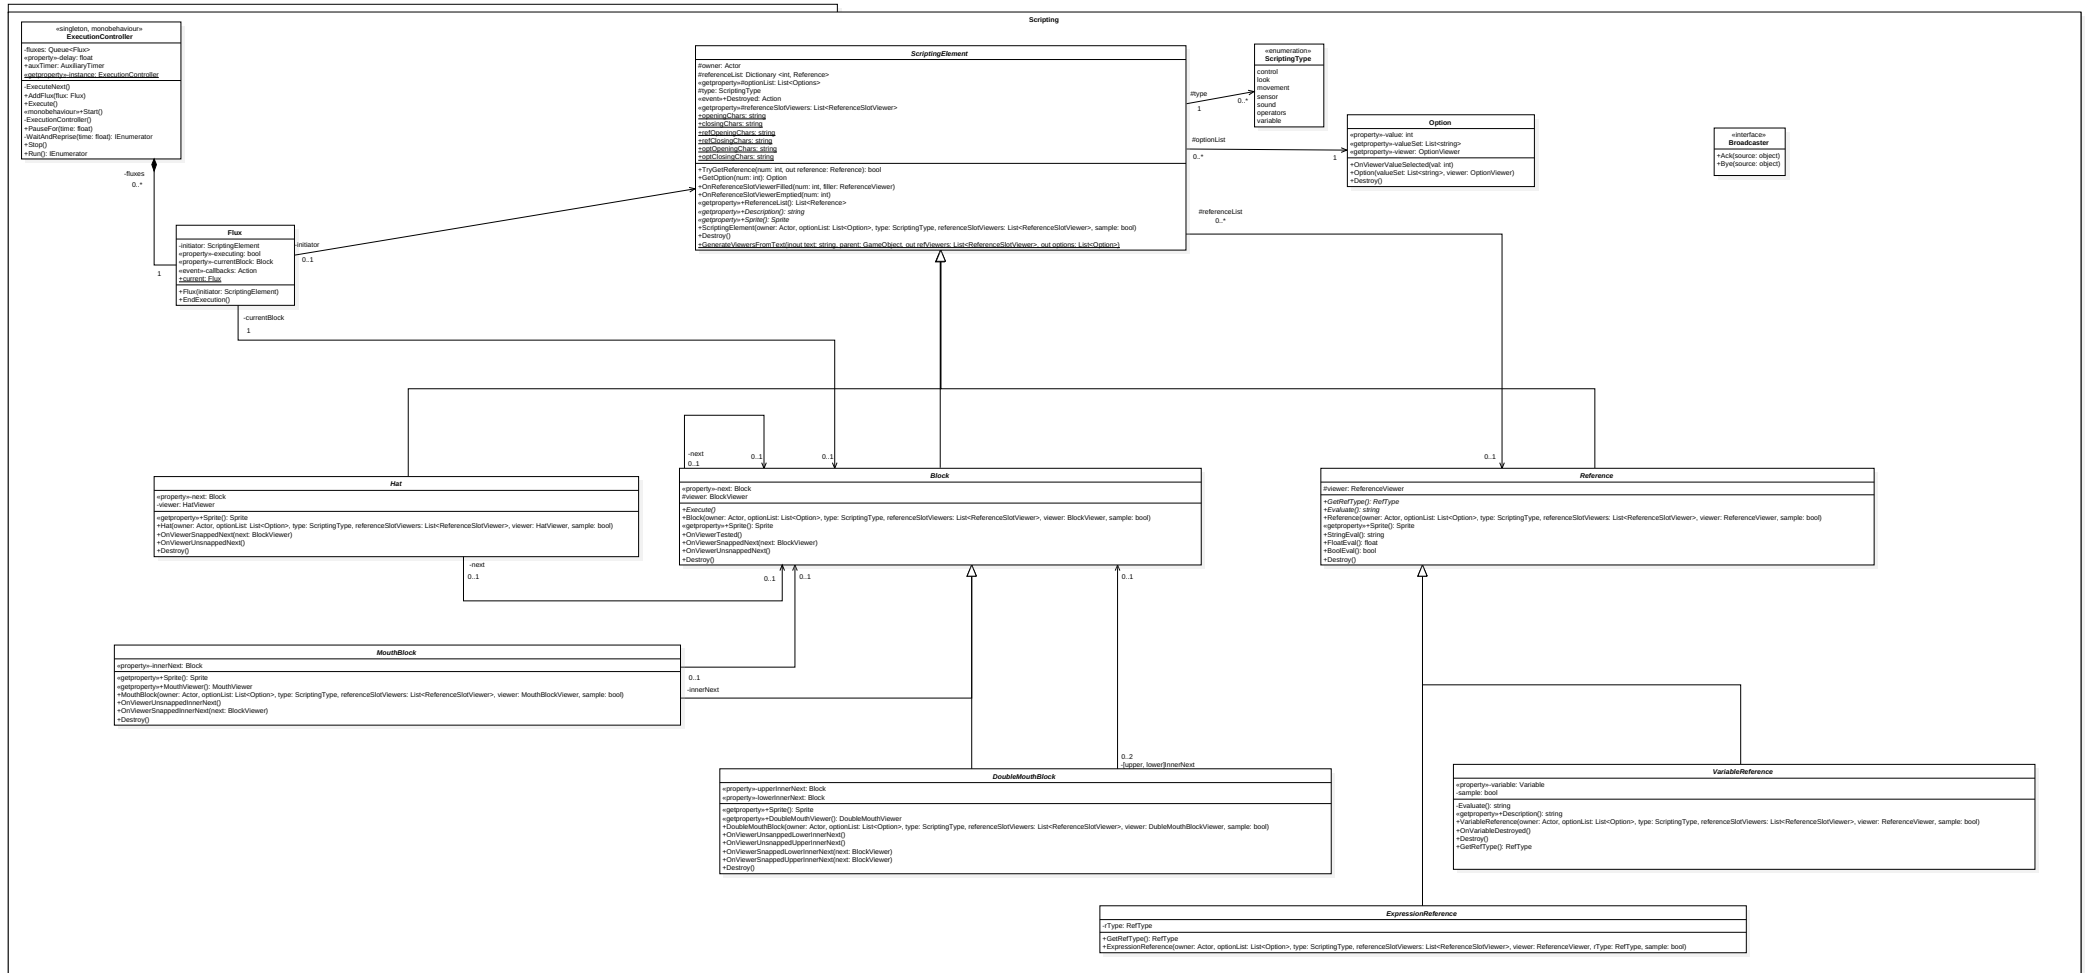 Scripting
«singleton, monobehaviour»
ExecutionController
-fluxes: Queue<Flux>
«property»-delay: float
+auxTimer: AuxiliaryTimer
«getproperty»-instance: ExecutionController
-ExecuteNext()
+AddFlux(flux: Flux)
+Execute()
«monobehaviour»+Start()
-ExecutionController()
+PauseFor(time: float)
-WaitAndReprise(time: float): IEnumerator
+Stop()
+Run(): IEnumerator
-fluxes
0..*
1
Flux
-initiator: ScriptingElement
«property»-executing: bool
«property»-currentBlock: Block
«event»-callbacks: Action
+current: Flux
+Flux(initiator: ScriptingElement)
+EndExecution()
-initiator
0..1
-currentBlock
1
0..1
ScriptingElement
#owner: Actor
#referenceList: Dictionary <int, Reference>
«getproperty»#optionList: List<Options>
#type: ScriptingType
«event»+Destroyed: Action
«getproperty»#referenceSlotViewers: List<ReferenceSlotViewer>
+openingChars: string
+closingChars: string
+refOpeningChars: string
+refClosingChars: string
+optOpeningChars: string
+optClosingChars: string
+TryGetReference(num: int, out reference: Reference): bool
+GetOption(num: int): Option
+OnReferenceSlotViewerFilled(num: int, filler: ReferenceViewer)
+OnReferenceSlotViewerEmptied(num: int)
«getproperty»+ReferenceList(): List<Reference>
«getproperty»+Description(): string
«getproperty»+Sprite(): Sprite
+ScriptingElement(owner: Actor, optionList: List<Option>, type: ScriptingType, referenceSlotViewers: List<ReferenceSlotViewer>, sample: bool)
+Destroy()
+GenerateViewersFromText(inout text: string, parent: GameObject, out refViewers: List<ReferenceSlotViewer>, out options: List<Option>)
#type
1
0..*
«enumeration»
ScriptingType
control
look
movement
sensor
sound
operators
variable
#optionList
0..*
1
Option
«property»-value: int
«getproperty»-valueSet: List<string>
«getproperty»-viewer: OptionViewer
+OnViewerValueSelected(val: int)
+Option(valueSet: List<string>, viewer: OptionViewer)
+Destroy()
«interface»
Broadcaster
+Ack(source: object)
+Bye(source: object)
#referenceList
0..*
0..1
Hat
«property»-next: Block
-viewer: HatViewer
«getproperty»+Sprite(): Sprite
+Hat(owner: Actor, optionList: List<Option>, type: ScriptingType, referenceSlotViewers: List<ReferenceSlotViewer>, viewer: HatViewer, sample: bool)
+OnViewerSnappedNext(next: BlockViewer)
+OnViewerUnsnappedNext()
+Destroy()
-next
0..1
0..1
-next
0..1
0..1
Block
«property»-next: Block
#viewer: BlockViewer
+Execute()
+Block(owner: Actor, optionList: List<Option>, type: ScriptingType, referenceSlotViewers: List<ReferenceSlotViewer>, viewer: BlockViewer, sample: bool)
«getproperty»+Sprite(): Sprite
+OnViewerTested()
+OnViewerSnappedNext(next: BlockViewer)
+OnViewerUnsnappedNext()
+Destroy()
Reference
#viewer: ReferenceViewer
+GetRefType(): RefType
+Evaluate(): string
+Reference(owner: Actor, optionList: List<Option>, type: ScriptingType, referenceSlotViewers: List<ReferenceSlotViewer>, viewer: ReferenceViewer, sample: bool)
«getproperty»+Sprite(): Sprite
+StringEval(): string
+FloatEval(): float
+BoolEval(): bool
+Destroy()
MouthBlock
«property»-innerNext: Block
«getproperty»+Sprite(): Sprite
«getproperty»+MouthViewer(): MouthViewer
+MouthBlock(owner: Actor, optionList: List<Option>, type: ScriptingType, referenceSlotViewers: List<ReferenceSlotViewer>, viewer: MouthBlockViewer, sample: bool)
+OnViewerUnsnappedInnerNext()
+OnViewerSnappedInnerNext(next: BlockViewer)
+Destroy()
0..1
-innerNext
0..1
0..1
0..2
-[upper, lower]InnerNext
DoubleMouthBlock
«property»-upperInnerNext: Block
«property»-lowerInnerNext: Block
«getproperty»+Sprite(): Sprite
«getproperty»+DoubleMouthViewer(): DoubleMouthViewer
+DoubleMouthBlock(owner: Actor, optionList: List<Option>, type: ScriptingType, referenceSlotViewers: List<ReferenceSlotViewer>, viewer: DubleMouthBlockViewer, sample: bool)
+OnViewerUnsnappedLowerInnerNext()
+OnViewerUnsnappedUpperInnerNext()
+OnViewerSnappedLowerInnerNext(next: BlockViewer)
+OnViewerSnappedUpperInnerNext(next: BlockViewer)
+Destroy()
VariableReference
«property»-variable: Variable
-sample: bool
-Evaluate(): string
«getproperty»+Description(): string
+VariableReference(owner: Actor, optionList: List<Option>, type: ScriptingType, referenceSlotViewers: List<ReferenceSlotViewer>, viewer: ReferenceViewer, sample: bool)
+OnVariableDestroyed()
+Destroy()
+GetRefType(): RefType
ExpressionReference
-rType: RefType
+GetRefType(): RefType
+ExpressionReference(owner: Actor, optionList: List<Option>, type: ScriptingType, referenceSlotViewers: List<ReferenceSlotViewer>, viewer: ReferenceViewer, rType: RefType, sample: bool)